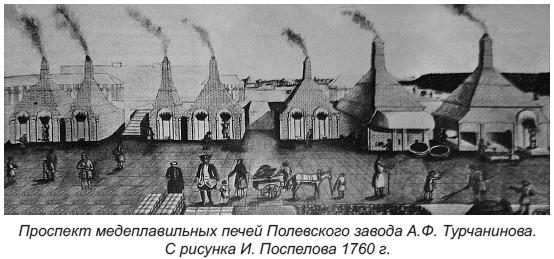 Проспект медеплавильных печей Полевского завода А.Ф. Турчанинова.
С рисунка И. Поспелова 1760 г.